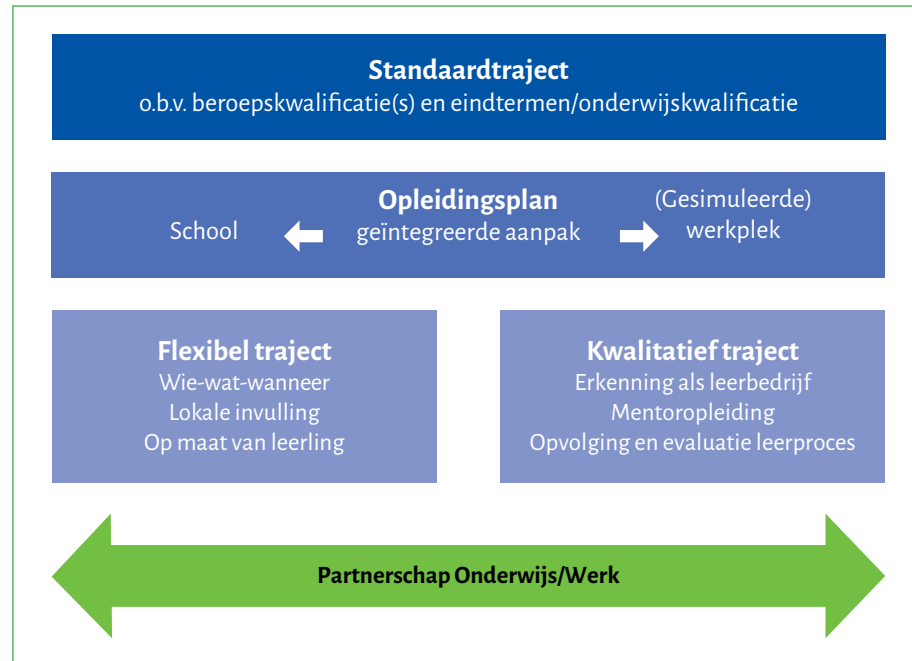 Standaardtraject
o.b.v. beroepskwalificatie(s) en eindtermen/onderwijskwalificatie
Opleidingsplan
geïntegreerde aanpak
School
(Gesimuleerde)
werkplek
Flexibel traject
Wie-wat-wanneer
Lokale invulling
Op maat van leerling
Kwalitatief traject
Erkenning als leerbedrijf
Mentoropleiding
Opvolging en evaluatie leerproces
Partnerschap Onderwijs/Werk